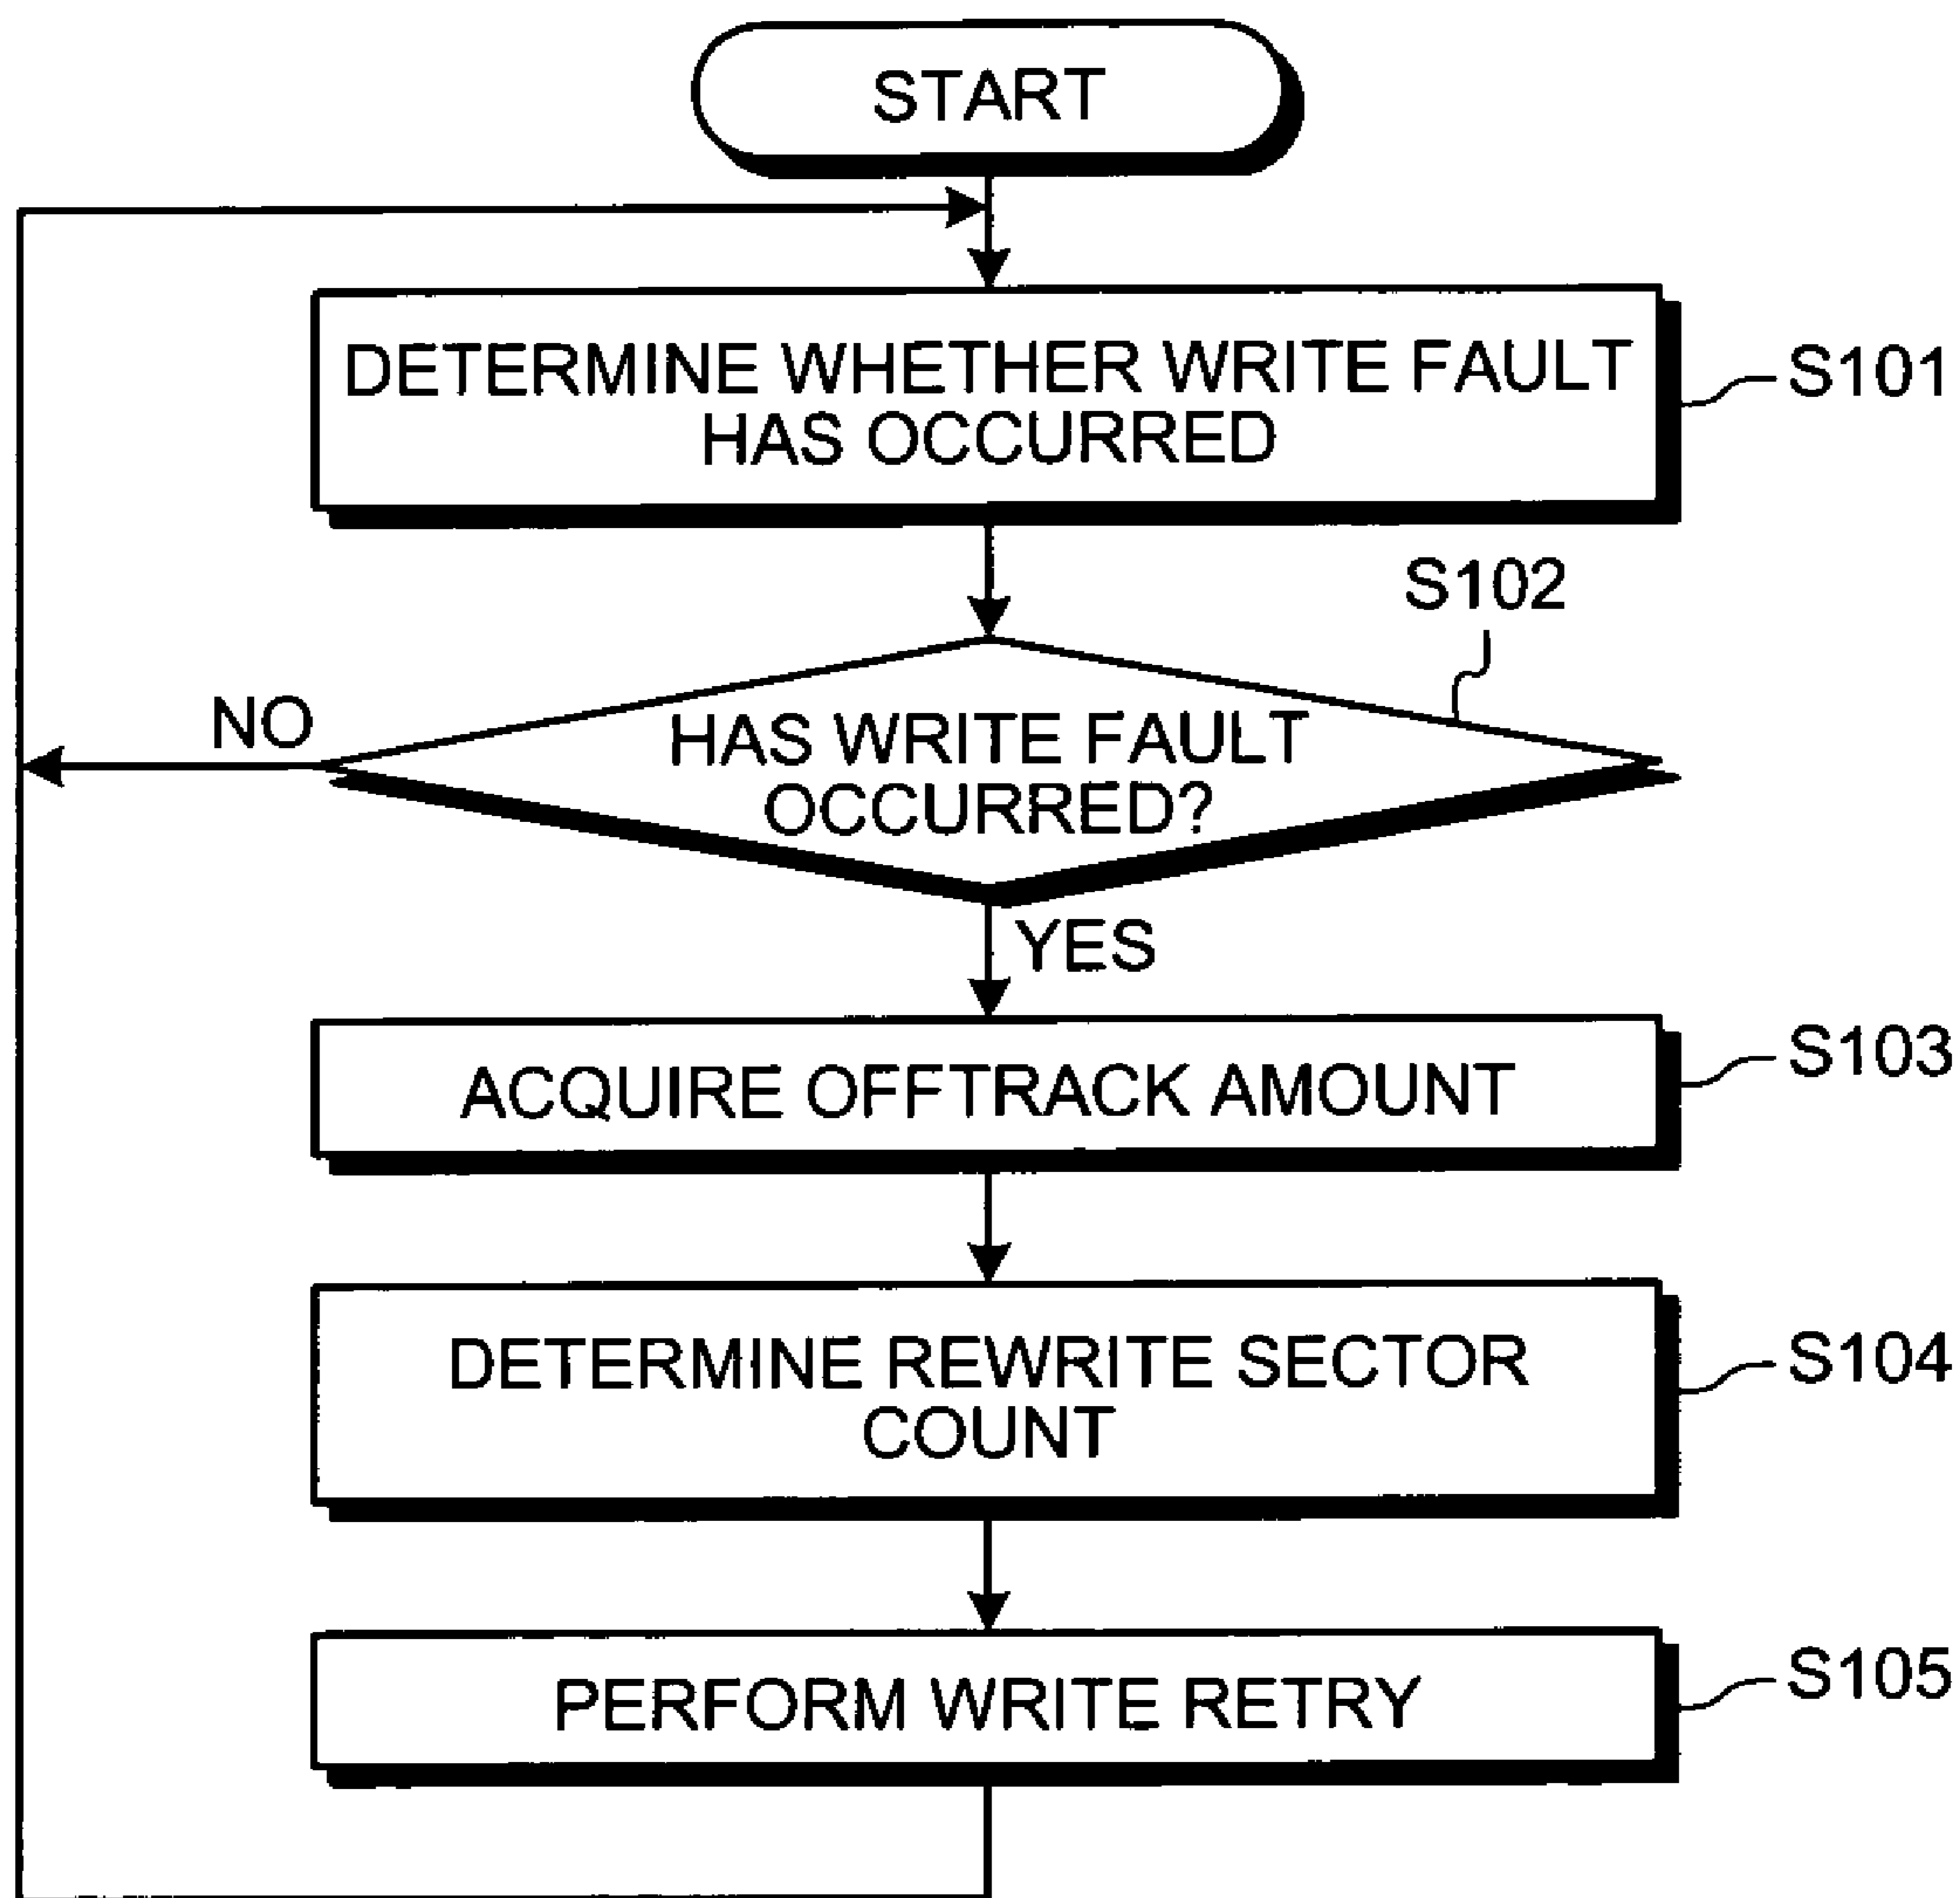 START
DETERMINE WHETHER WRITE FAULT
HAS OCCURRED
S101
S102
NO
HAS WRITE FAULT
OCCURRED?
YES
ACQUIRE OFFTRACK AMOUNT
S103
DETERMINE REWRITE SECTOR
COUNT
S104
PERFORM WRITE RETRY
S105